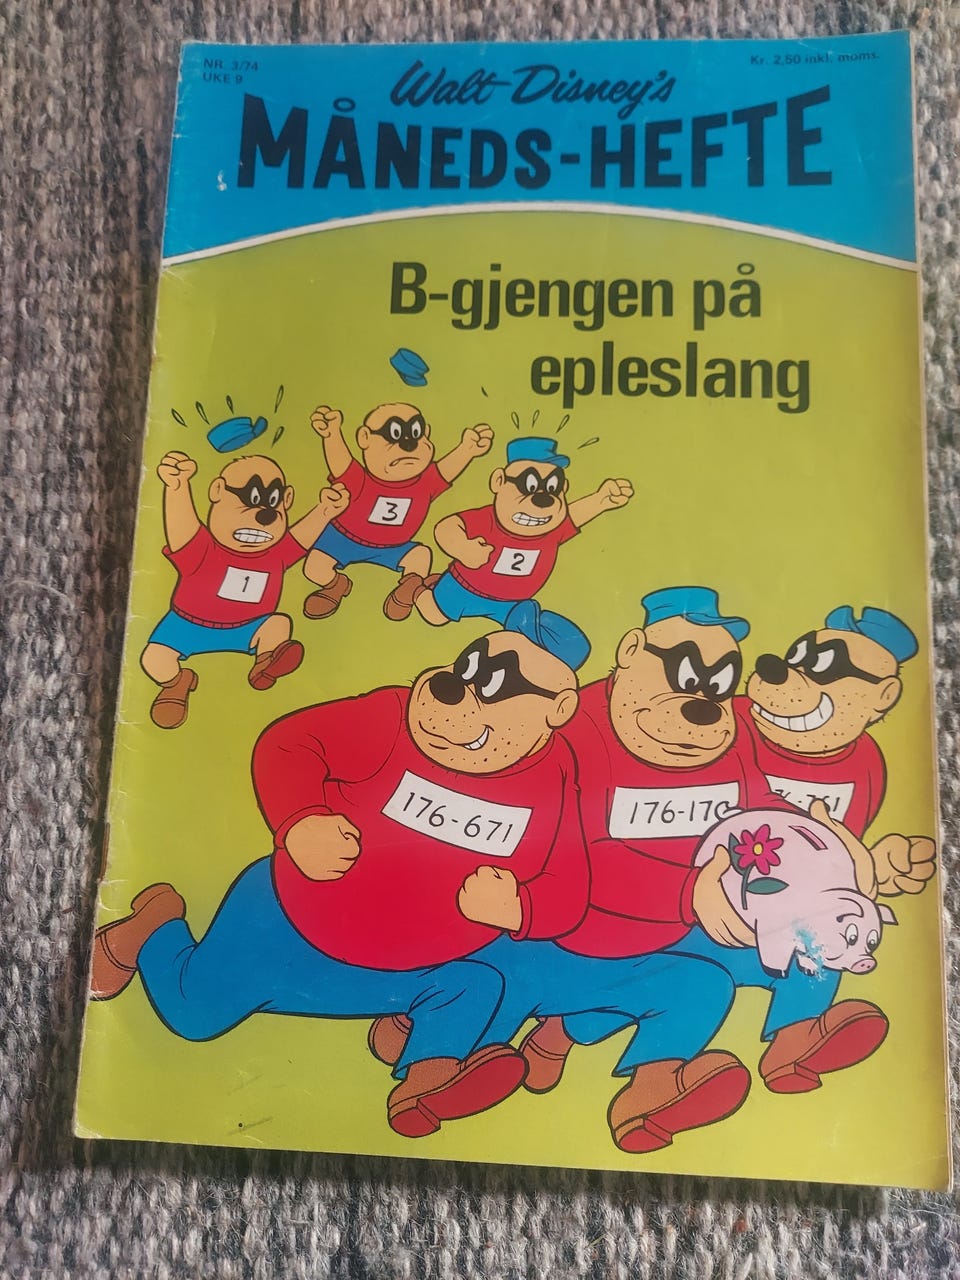 NR. 3/74
UKE 9
Kr. 2,50 inkl. moms.
Walt Disney's
MÅNEDS-HEFTE
B-gjengen på
epleslang
3
2
1
176-671
176-17